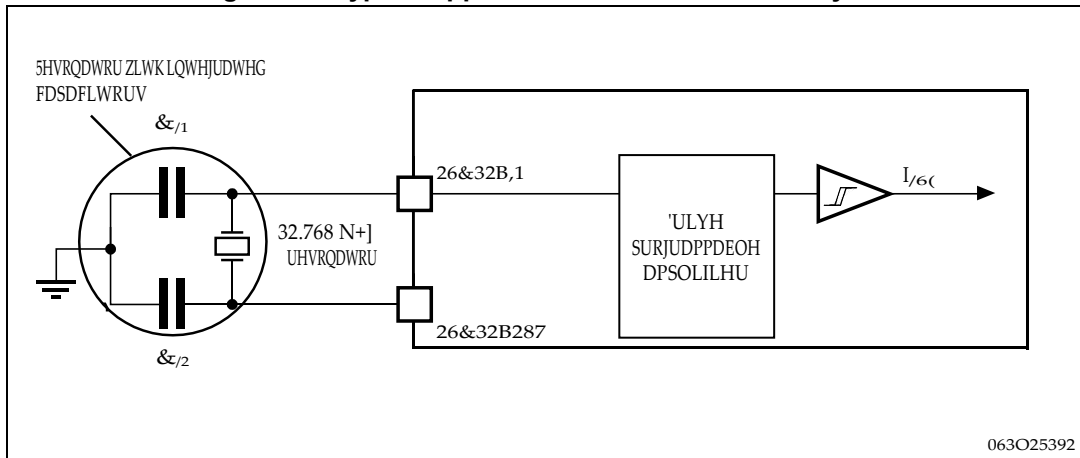 5HVRQDWRU ZLWK LQWHJUDWHG
FDSDFLWRUV
&/1
26&32B,1
32.768 N+]
UHVRQDWRU
'ULYH
SURJUDPPDEOH
DPSOLILHU
I/6(
26&32B287
&/2
063O25392